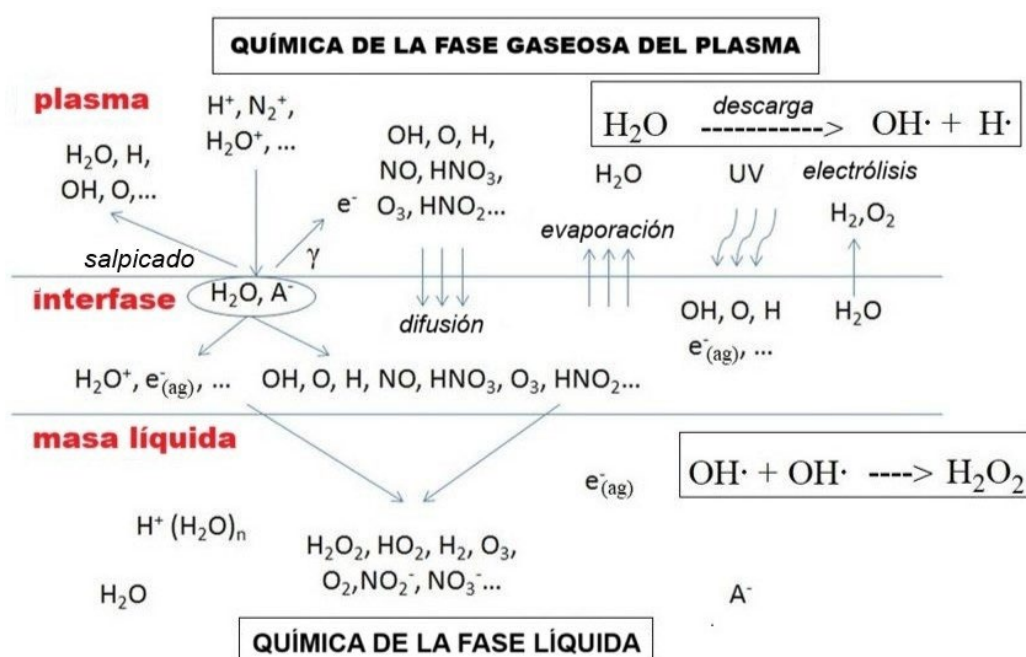 QUÍMICA DE LA FASE GASEOSA DEL PLASMA
plasma
H⁺, N₂⁺,
H₂O⁺, ...
H₂O, H,
OH, O,...
e⁻
OH, O, H,
NO, HNO₃,
O₃, HNO₂...
H₂O descarga -----------> OH· + H·
H₂O
UV
electrólisis
H₂,O₂
salpicado
γ
evaporación
interfase
H₂O, A⁻
difusión
OH, O, H
e⁻(ag), ...
H₂O
H₂O⁺, e⁻(ag), ...
OH, O, H, NO, HNO₃, O₃, HNO₂...
masa líquida
e⁻(ag)
OH· + OH· ----> H₂O₂
H⁺ (H₂O)n
H₂O₂, HO₂, H₂, O₃,
O₂,NO₂⁻, NO₃⁻...
H₂O
A⁻
QUÍMICA DE LA FASE LÍQUIDA